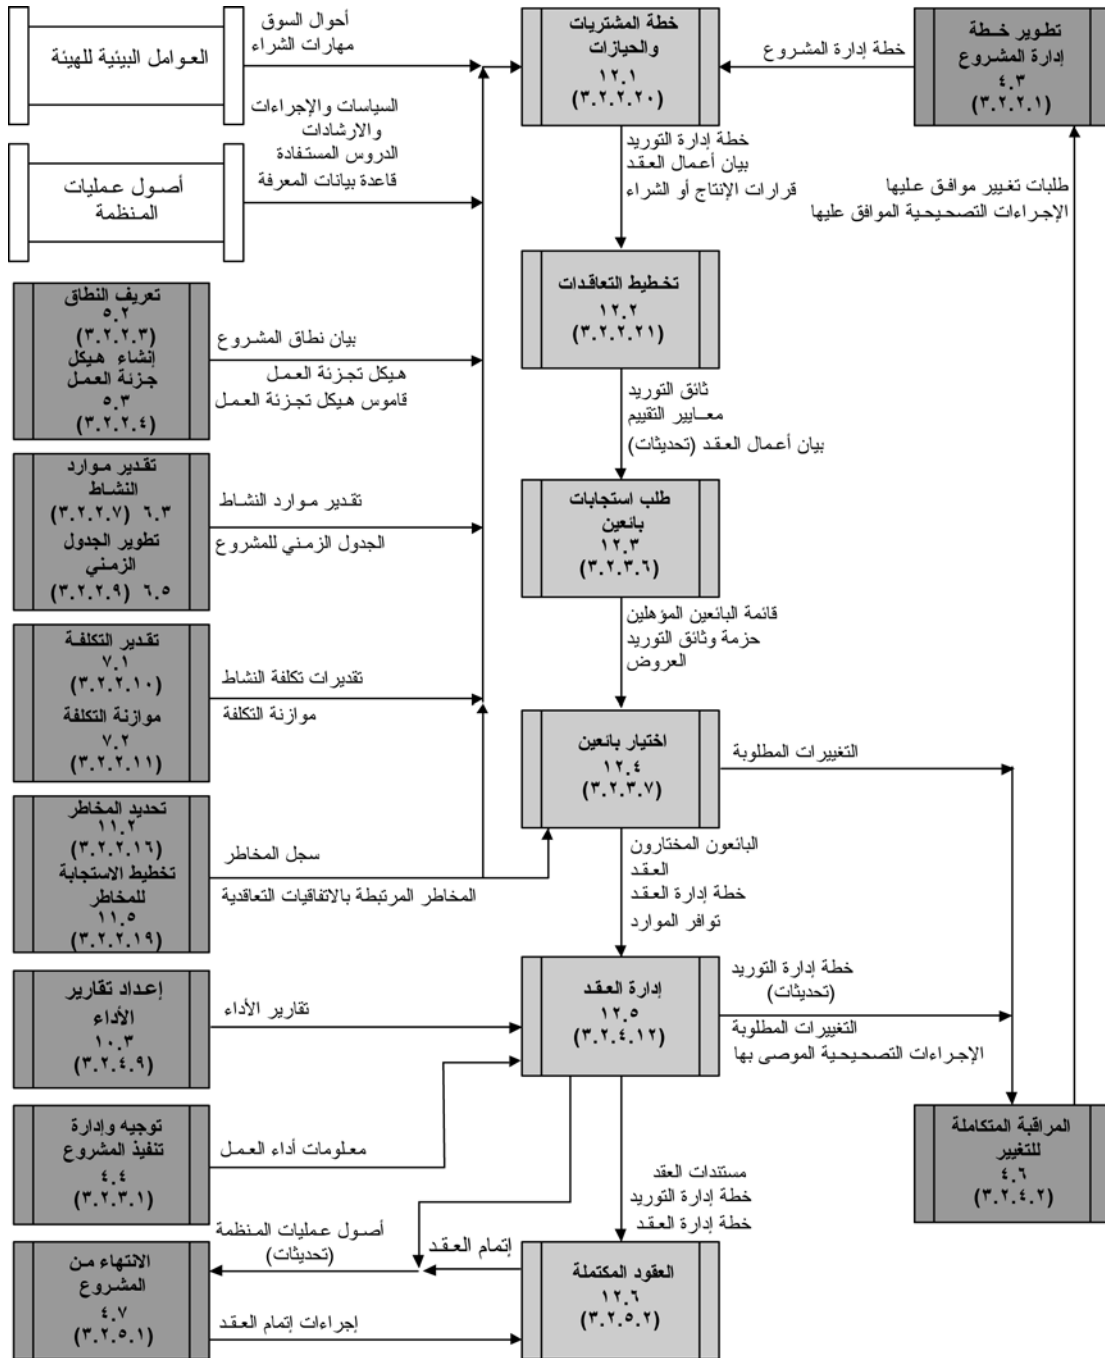 أحوال السوق
مهارات الشراء
العوامل البيئية للهيئة
خطة المشتريات
والحيازات
١٢.١
(٣.٢.٢.٢٠)
خطة إدارة المشروع
تطوير خطة
إدارة المشروع
٤.٣
(٣.٢.٢.١)
السياسات والإجراءات
والارشادات
الدروس المستفادة
قاعدة بيانات المعرفة
أصول عمليات
المنظمة
خطة إدارة التوريد
بيان أعمال العقد
قرارات الإنتاج أو الشراء
طلبات تغيير موافق عليها
الإجراءات التصحيحية الموافق عليها
تعريف النطاق
٥.٢
(٣.٢.٢.٣)
إنشاء هيكل
جزئة العمل
٥.٣
(٣.٢.٢.٤)
بيان نطاق المشروع
هيكل تجزئة العمل
قاموس هيكل تجزئة العمل
تخطيط التعاقدات
١٢.٢
(٣.٢.٢.٢١)
ثائق التوريد
معايير التقييم
بيان أعمال العقد (تحديثات)
تقدير موارد
النشاط
٦.٣ (٣.٢.٢.٧)
تطوير الجدول
الزمني
٦.٥ (٣.٢.٢.٩)
تقدير موارد النشاط
الجدول الزمني للمشروع
طلب استجابات
بائعين
١٢.٣
(٣.٢.٣.٦)
قائمة البائعين المؤهلين
حزمة وثائق التوريد
العروض
تقدير التكلفة
٧.١
(٣.٢.٢.١٠)
موازنة التكلفة
٧.٢
(٣.٢.٢.١١)
تقديرات تكلفة النشاط
موازنة التكلفة
اختيار بائعين
١٢.٤
(٣.٢.٣.٧)
التغييرات المطلوبة
تحديد المخاطر
١١.٢
(٣.٢.٢.١٦)
تخطيط الاستجابة
للمخاطر
١١.٥
(٣.٢.٢.١٩)
سجل المخاطر
المخاطر المرتبطة بالاتفاقيات التعاقدية
البائعون المختارون
العقد
خطة إدارة العقد
توافر الموارد
إعداد تقارير
الأداء
١٠.٣
(٣.٢.٤.٩)
تقارير الأداء
إدارة العقد
١٢.٥
(٣.٢.٤.١٢)
خطة إدارة التوريد
(تحديثات)
التغييرات المطلوبة
الإجراءات التصحيحية الموصى بها
توجيه وإدارة
تنفيذ المشروع
٤.٤
(٣.٢.٣.١)
معلومات أداء العمل
المراقبة المتكاملة
للتغيير
٤.٦
(٣.٢.٤.٢)
مستندات العقد
خطة إدارة التوريد
خطة إدارة العقد
أصول عمليات المنظمة
(تحديثات)
إتمام العقد
الانتهاء من
المشروع
٤.٧
(٣.٢.٥.١)
إجراءات إتمام العقد
العقود المكتملة
١٢.٦
(٣.٢.٥.٢)